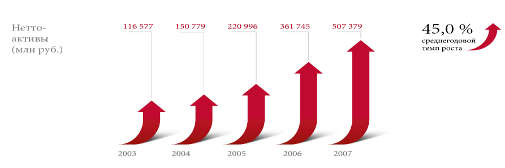 Нетто-
активы
(млн руб.)
116 577 150 779 220 996 361 745 507 379
45,0 %
среднегодовой
темп роста
2003 2004 2005 2006 2007